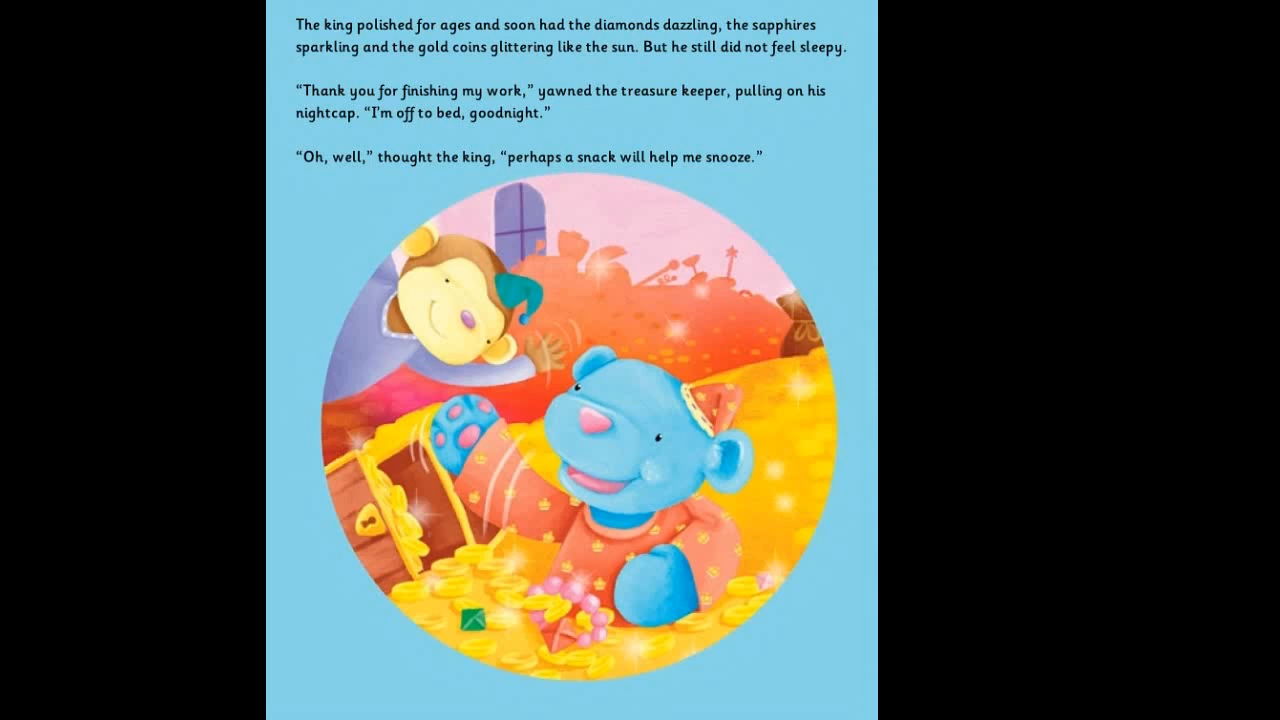 The king polished for ages and soon had the diamonds dazzling, the sapphires
sparkling and the gold coins glittering like the sun. But he still did not feel sleepy.
“Thank you for finishing my work,” yawned the treasure keeper, pulling on his
nightcap. “I’m off to bed, goodnight.”
“Oh, well,” thought the king, “perhaps a snack will help me snooze.”